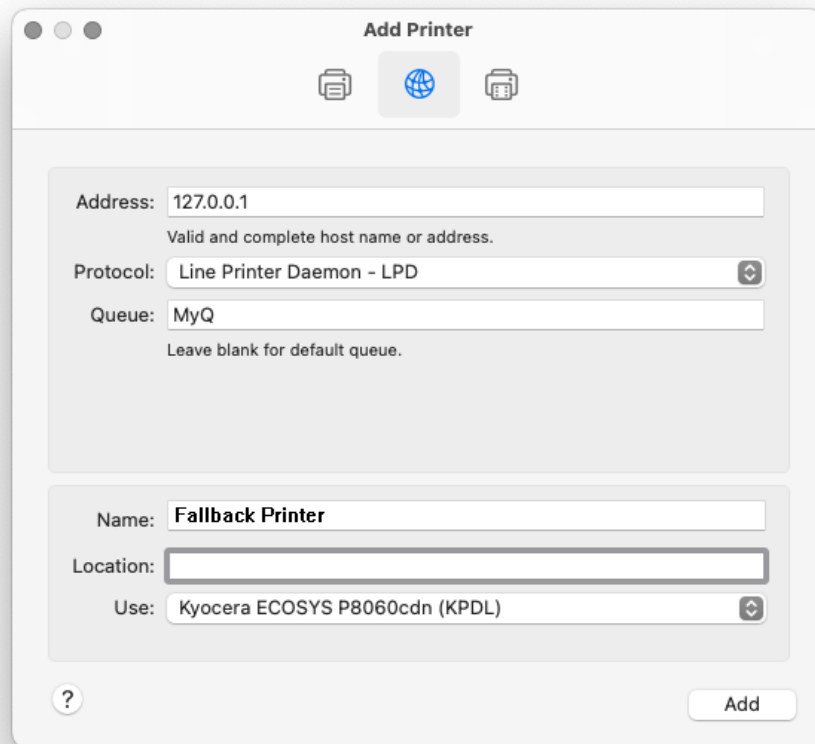 Add Printer
Address: 127.0.0.1
Valid and complete host name or address.
Protocol: Line Printer Daemon - LPD
Queue: MyQ
Leave blank for default queue.
Name: Fallback Printer
Location:
Use: Kyocera ECOSYS P8060cdn (KPDL)
? Add